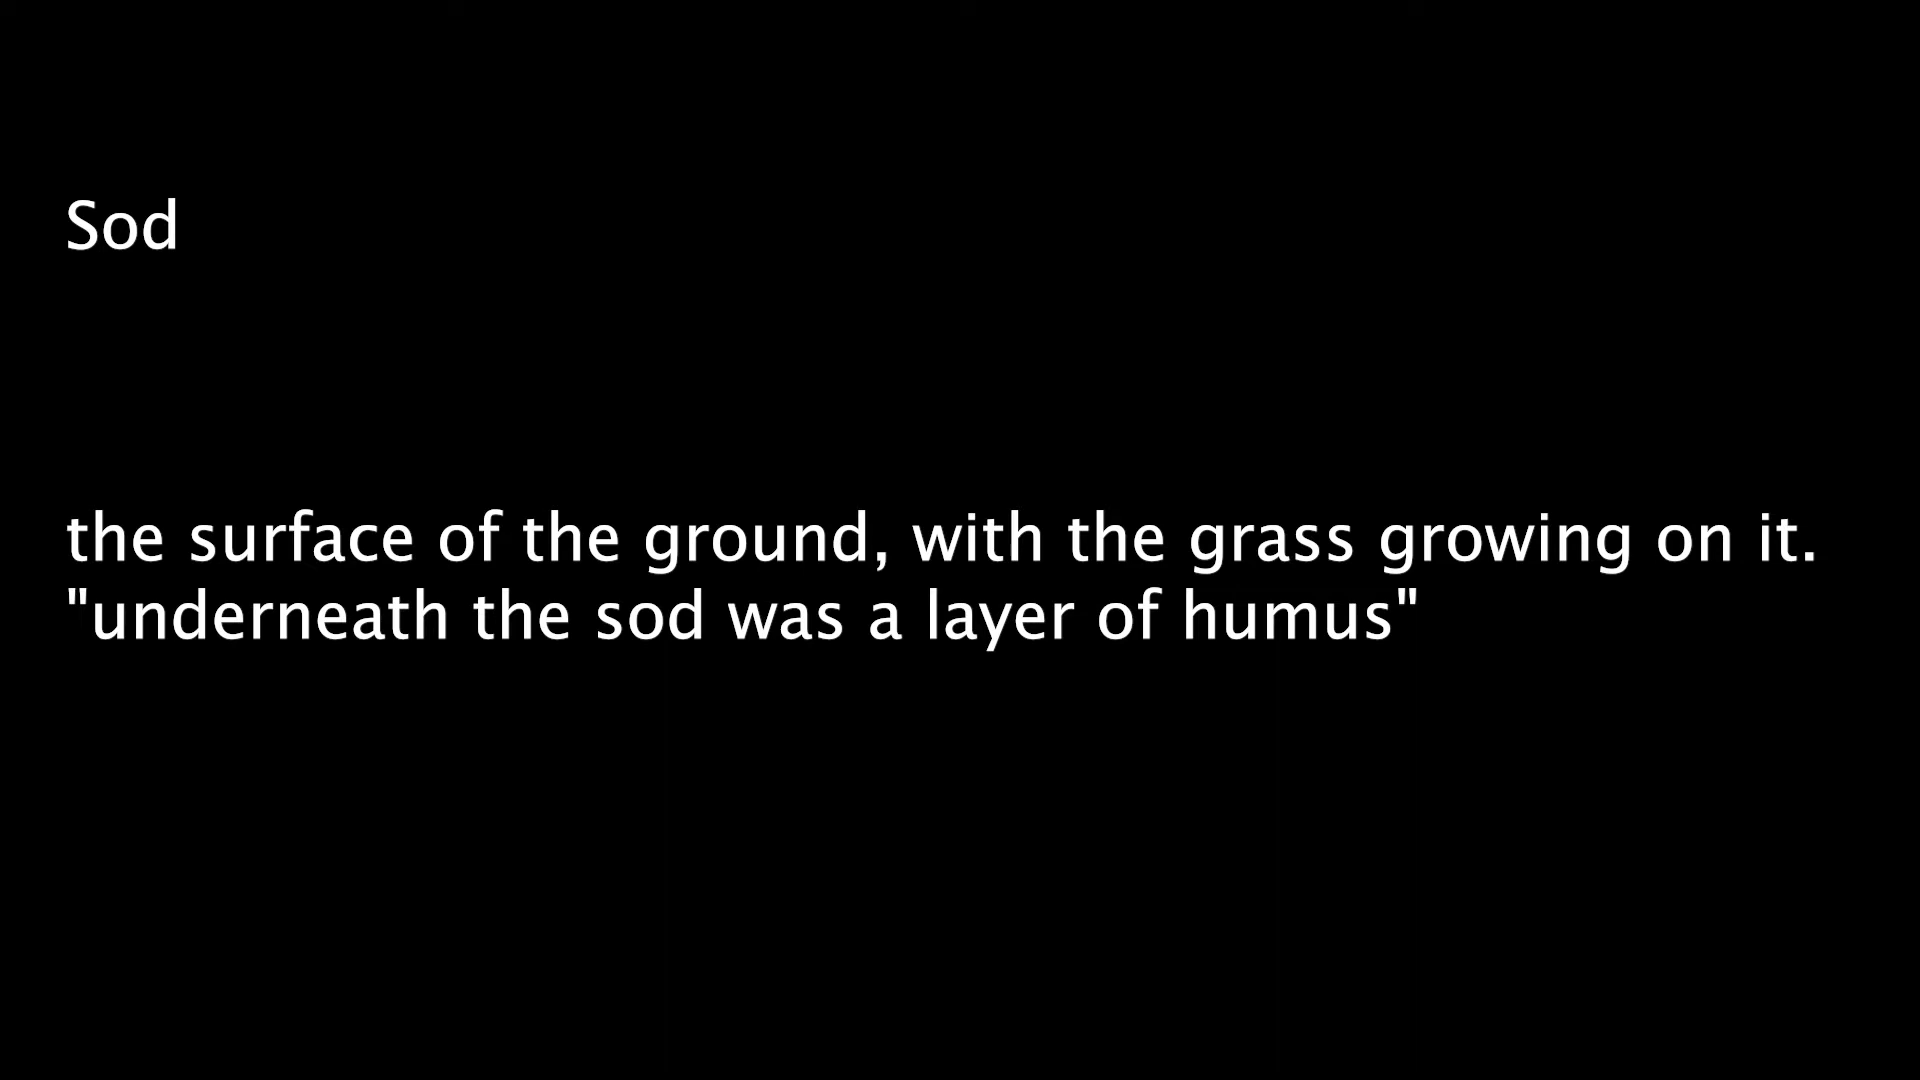 Sod
the surface of the ground, with the grass growing on it.
"underneath the sod was a layer of humus"